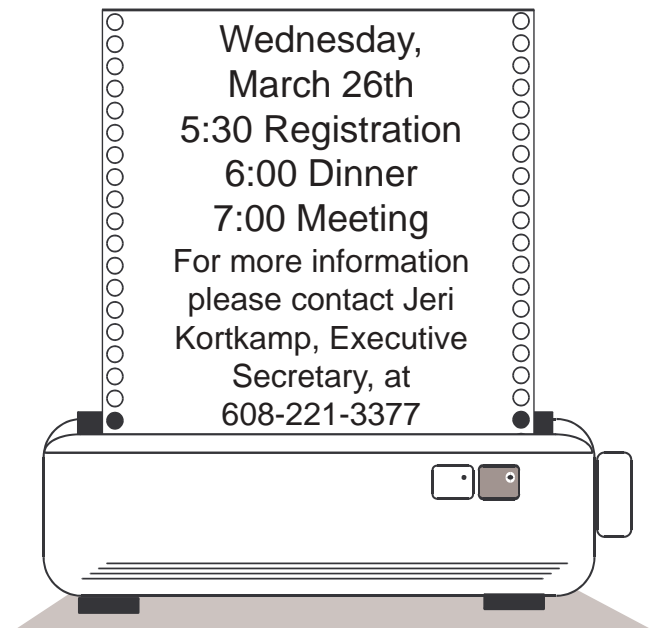 Wednesday,
March 26th
5:30 Registration
6:00 Dinner
7:00 Meeting
For more information
please contact Jeri
Kortkamp, Executive
Secretary, at
608-221-3377